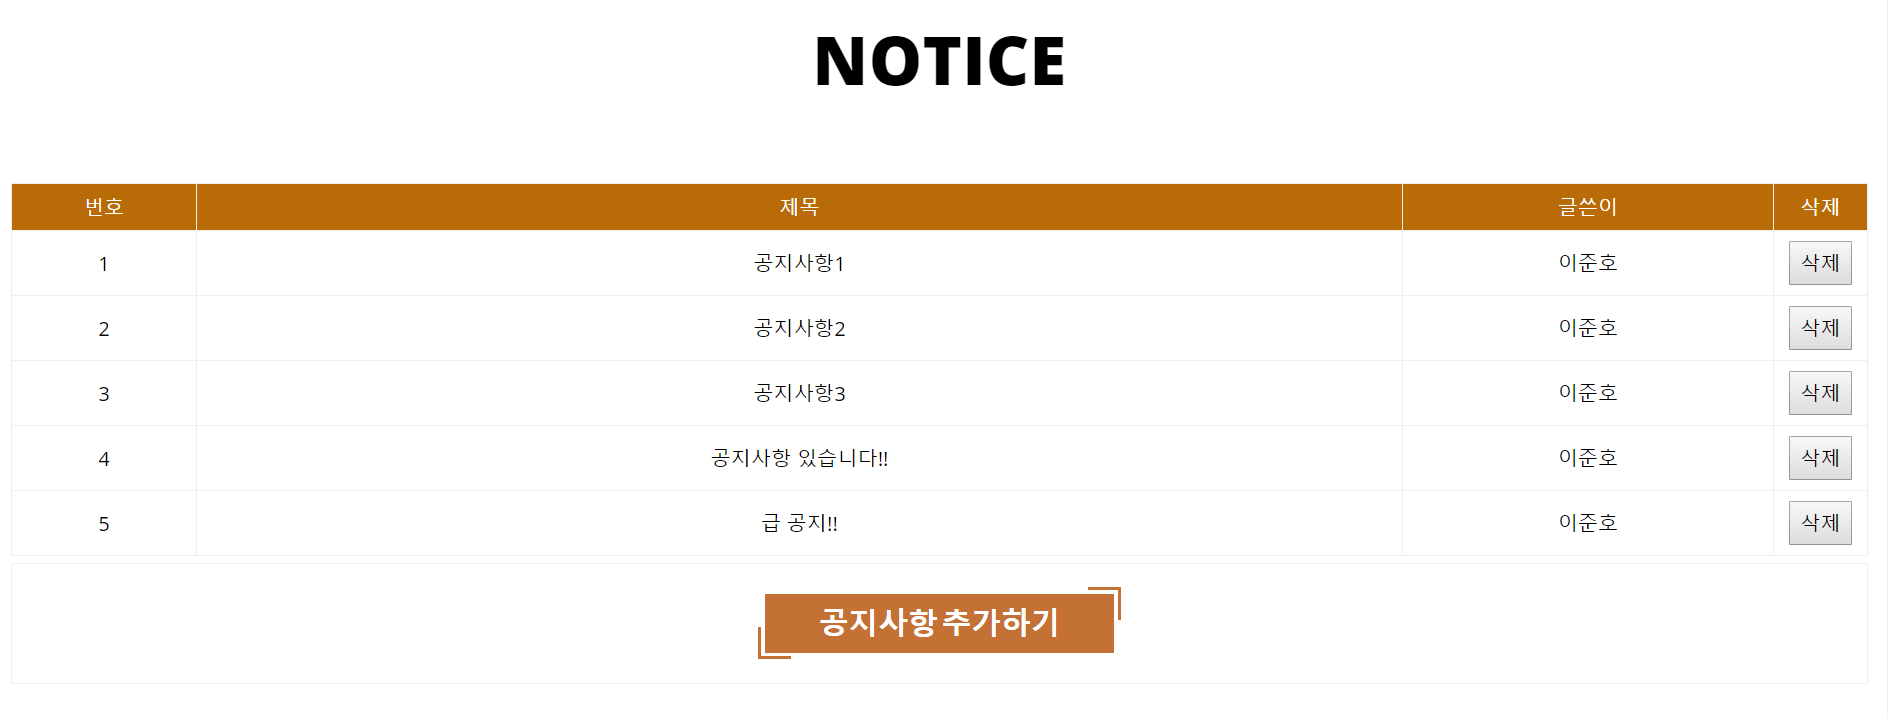 NOTICE
번호 제목 글쓴이 삭제
1 공지사항1 이준호 삭제
2 공지사항2 이준호 삭제
3 공지사항3 이준호 삭제
4 공지사항 있습니다!! 이준호 삭제
5 급 공지!! 이준호 삭제
공지사항 추가하기